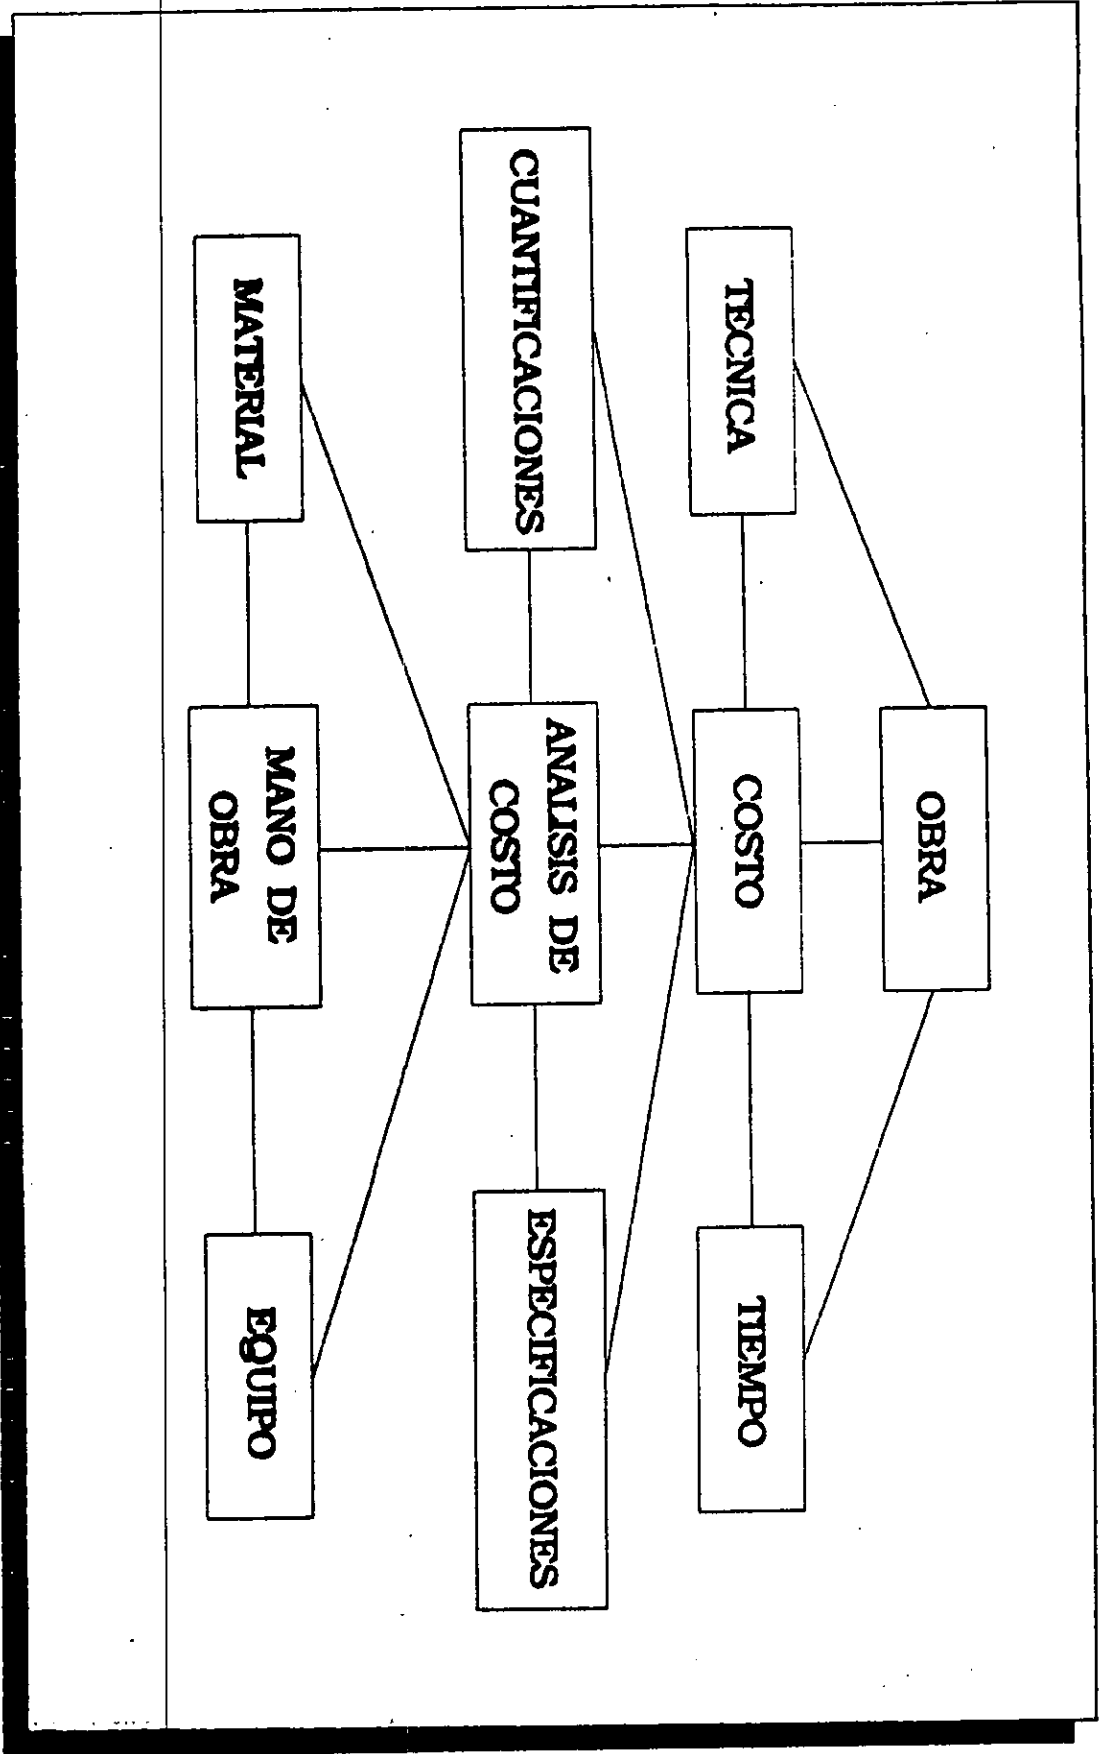 OBRA
TECNICA
COSTO
TIEMPO
CUANTIFICACIONES
ANALISIS DE
COSTO
ESPECIFICACIONES
MATERIAL
MANO DE
OBRA
EQUIPO